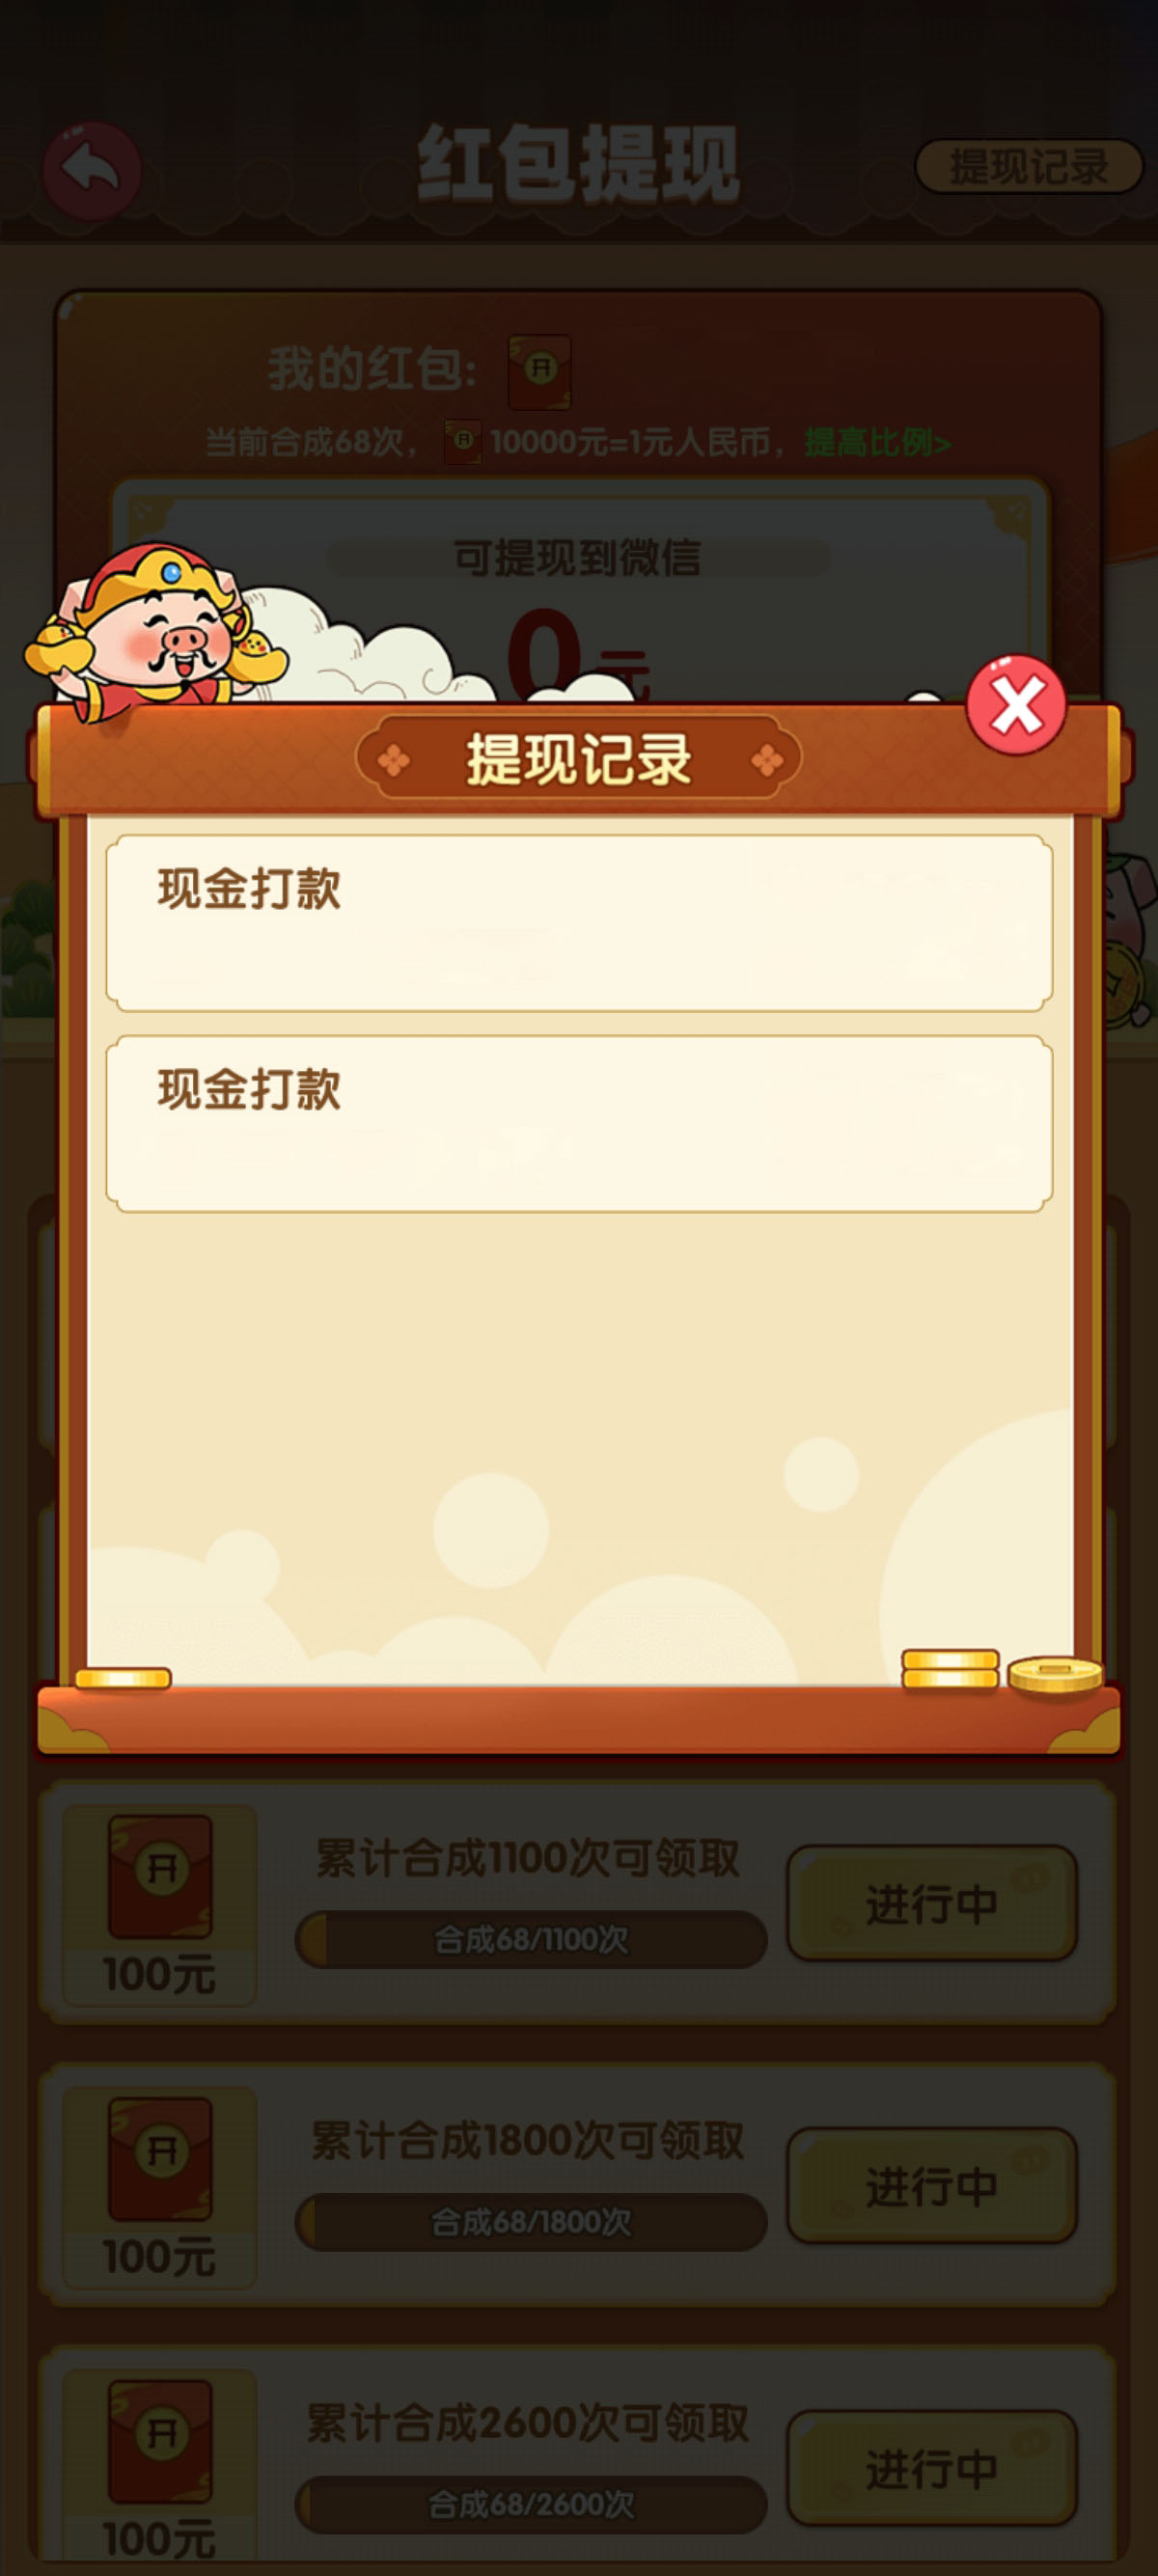 红包提现
提现记录
我的红包:
当前合成68次, 10000元=1元人民币, 提高比例>
可提现到微信
0元
提现记录
现金打款
现金打款
累计合成1100次可领取
合成68/1100次
进行中
100元
累计合成1800次可领取
合成68/1800次
进行中
100元
累计合成2600次可领取
合成68/2600次
进行中
100元